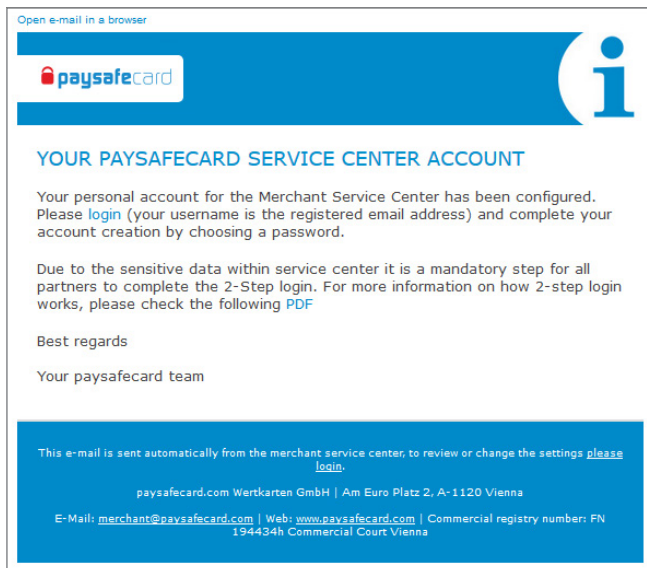 Open e-mail in a browser
paysafecard
YOUR PAYSAFECARD SERVICE CENTER ACCOUNT
Your personal account for the Merchant Service Center has been configured.
Please login (your username is the registered email address) and complete your
account creation by choosing a password.
Due to the sensitive data within service center it is a mandatory step for all
partners to complete the 2-Step login. For more information on how 2-step login
works, please check the following PDF
Best regards
Your paysafecard team
This e-mail is sent automatically from the merchant service center, to review or change the settings please
login.
paysafecard.com Wertkarten GmbH | Am Euro Platz 2, A-1120 Vienna
E-Mail: merchant@paysafecard.com | Web: www.paysafecard.com | Commercial registry number: FN
194434h Commercial Court Vienna